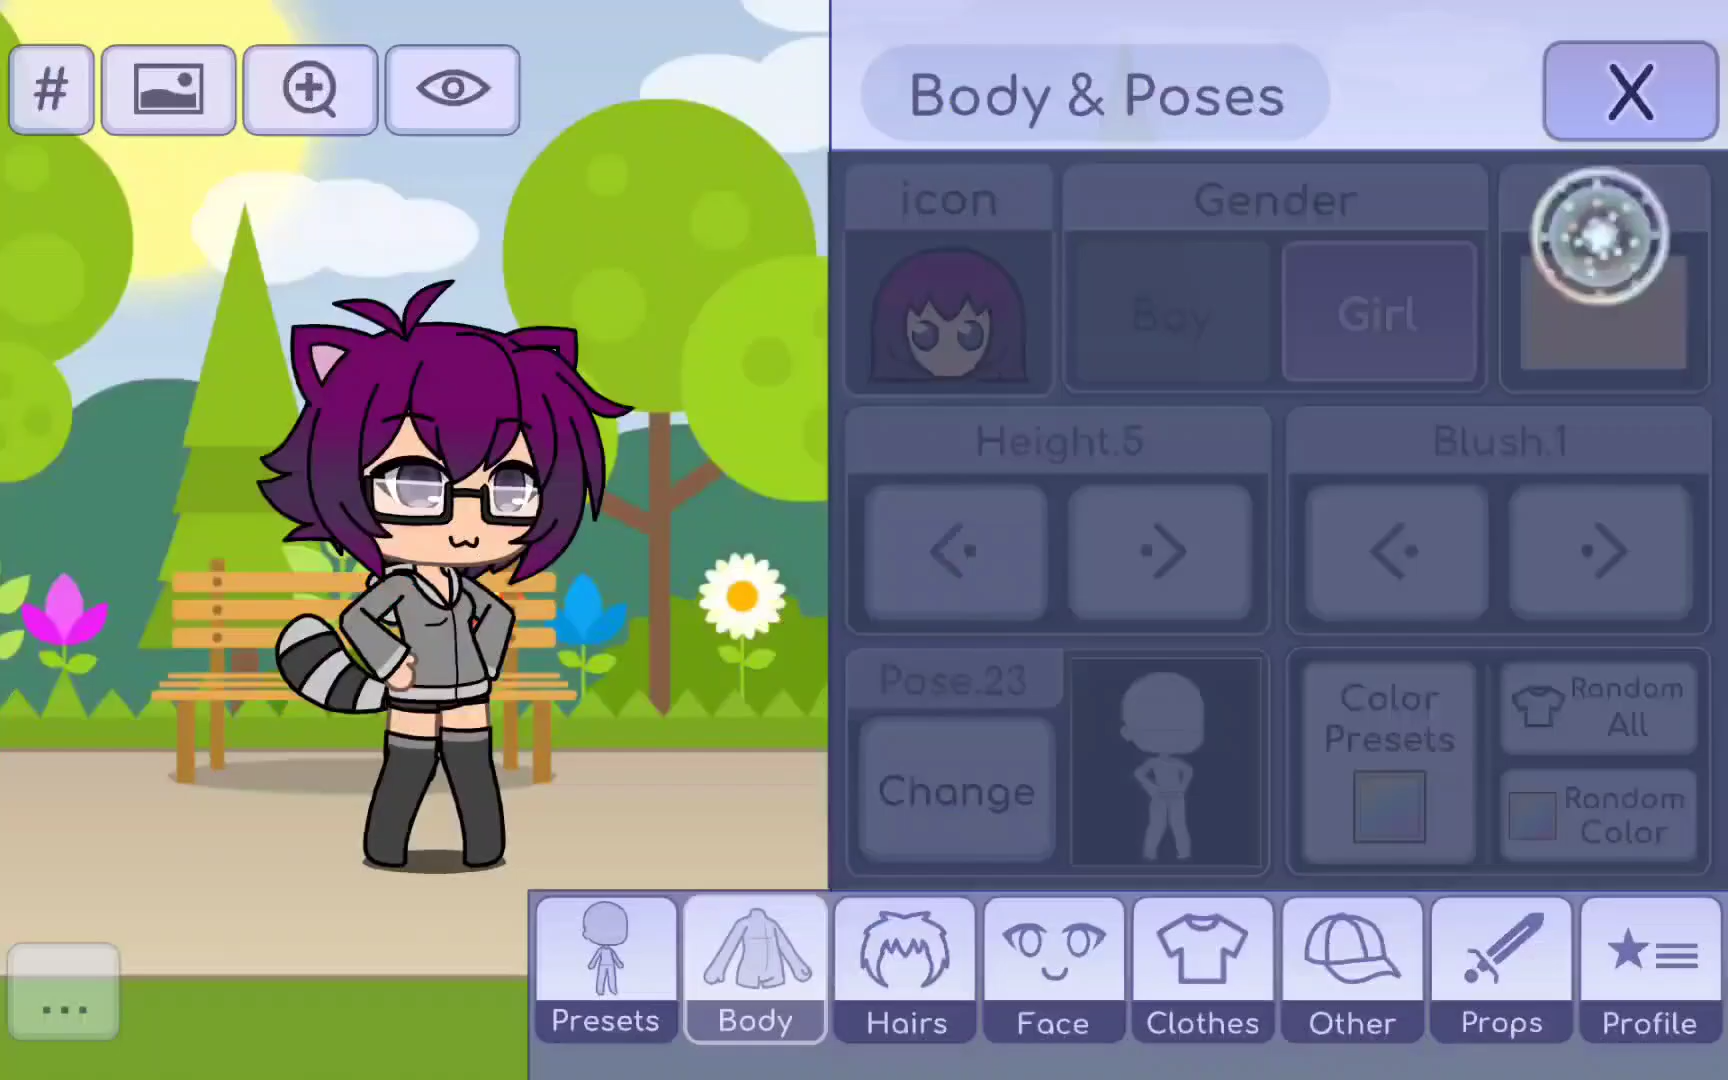 #
Body & Poses
X
icon
Gender
Boy
Girl
Height.5
Blush.1
Pose.23
Change
Color
Presets
Random
All
Random
Color
...
Presets
Body
Hairs
Face
Clothes
Other
Props
Profile